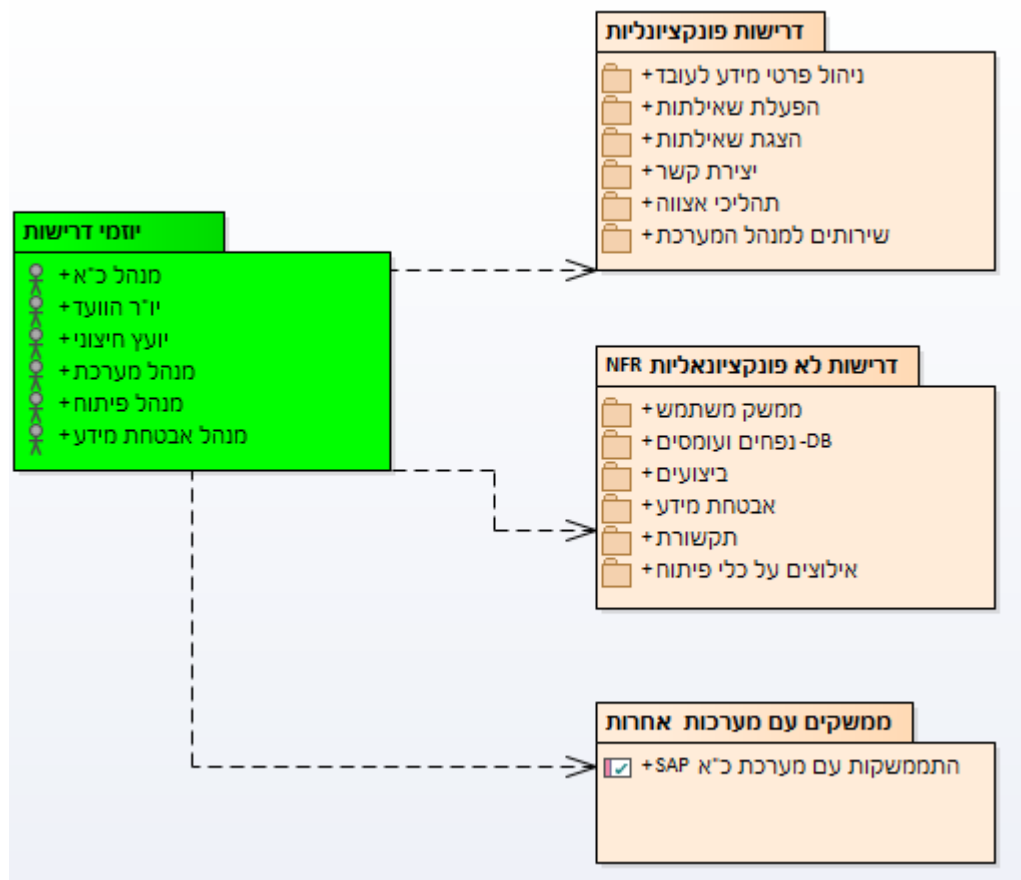 דרישות פונקציונליות
+ ניהול פרטי מידע לעובד
+ הפעלת שאילתות
+ הצגת שאילתות
+ יצירת קשר
+ תהליכי אצווה
+ שירותים למנהל המערכת
יוזמי דרישות
+ מנהל כ"א
+ יו"ר הוועד
+ יועץ חיצוני
+ מנהל מערכת
+ מנהל פיתוח
+ מנהל אבטחת מידע
דרישות לא פונקציונאליות NFR
+ ממשק משתמש
+ נפחים ועומסים -DB
+ ביצועים
+ אבטחת מידע
+ תקשורת
+ אילוצים על כלי פיתוח
ממשקים עם מערכות אחרות
+ התממשקות עם מערכת כ"א SAP